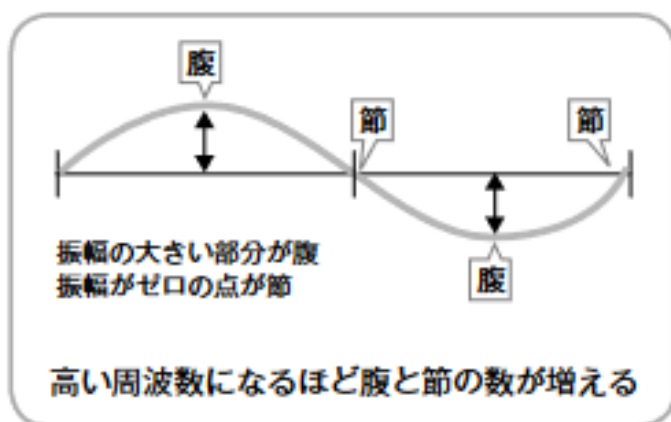 腹
節
節
腹
振幅の大きい部分が腹
振幅がゼロの点が節
高い周波数になるほど腹と節の数が増える